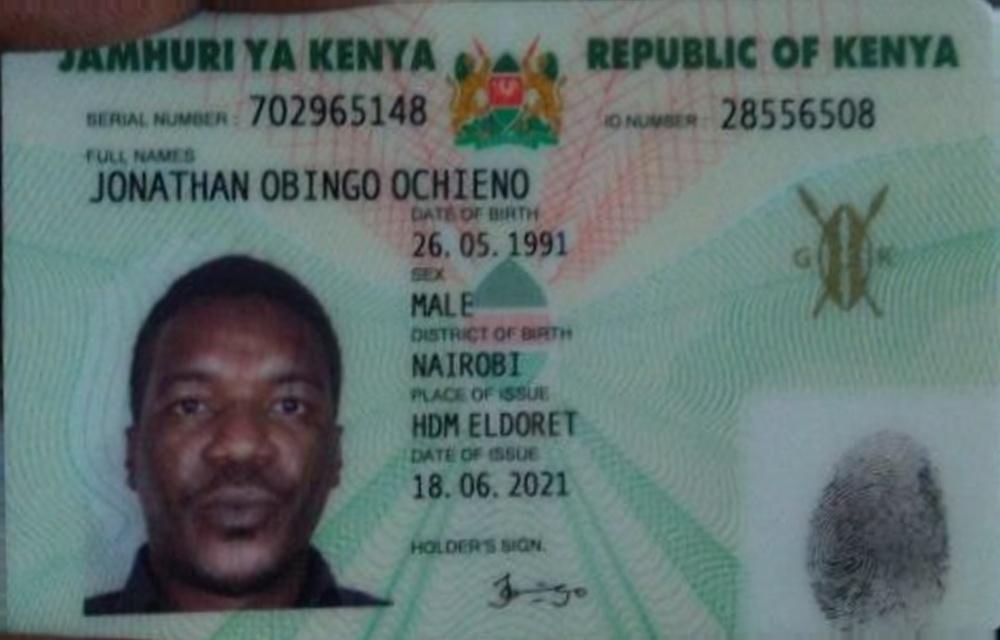 JAMHURI YA KENYA REPUBLIC OF KENYA
SERIAL NUMBER : 702965148 ID NUMBER : 28556508
FULL NAMES
JONATHAN OBINGO OCHIENO
DATE OF BIRTH
26. 05. 1991
SEX
MALE
G K
DISTRICT OF BIRTH
NAIROBI
PLACE OF ISSUE
HDM ELDORET
DATE OF ISSUE
18. 06. 2021
HOLDER'S SIGN.